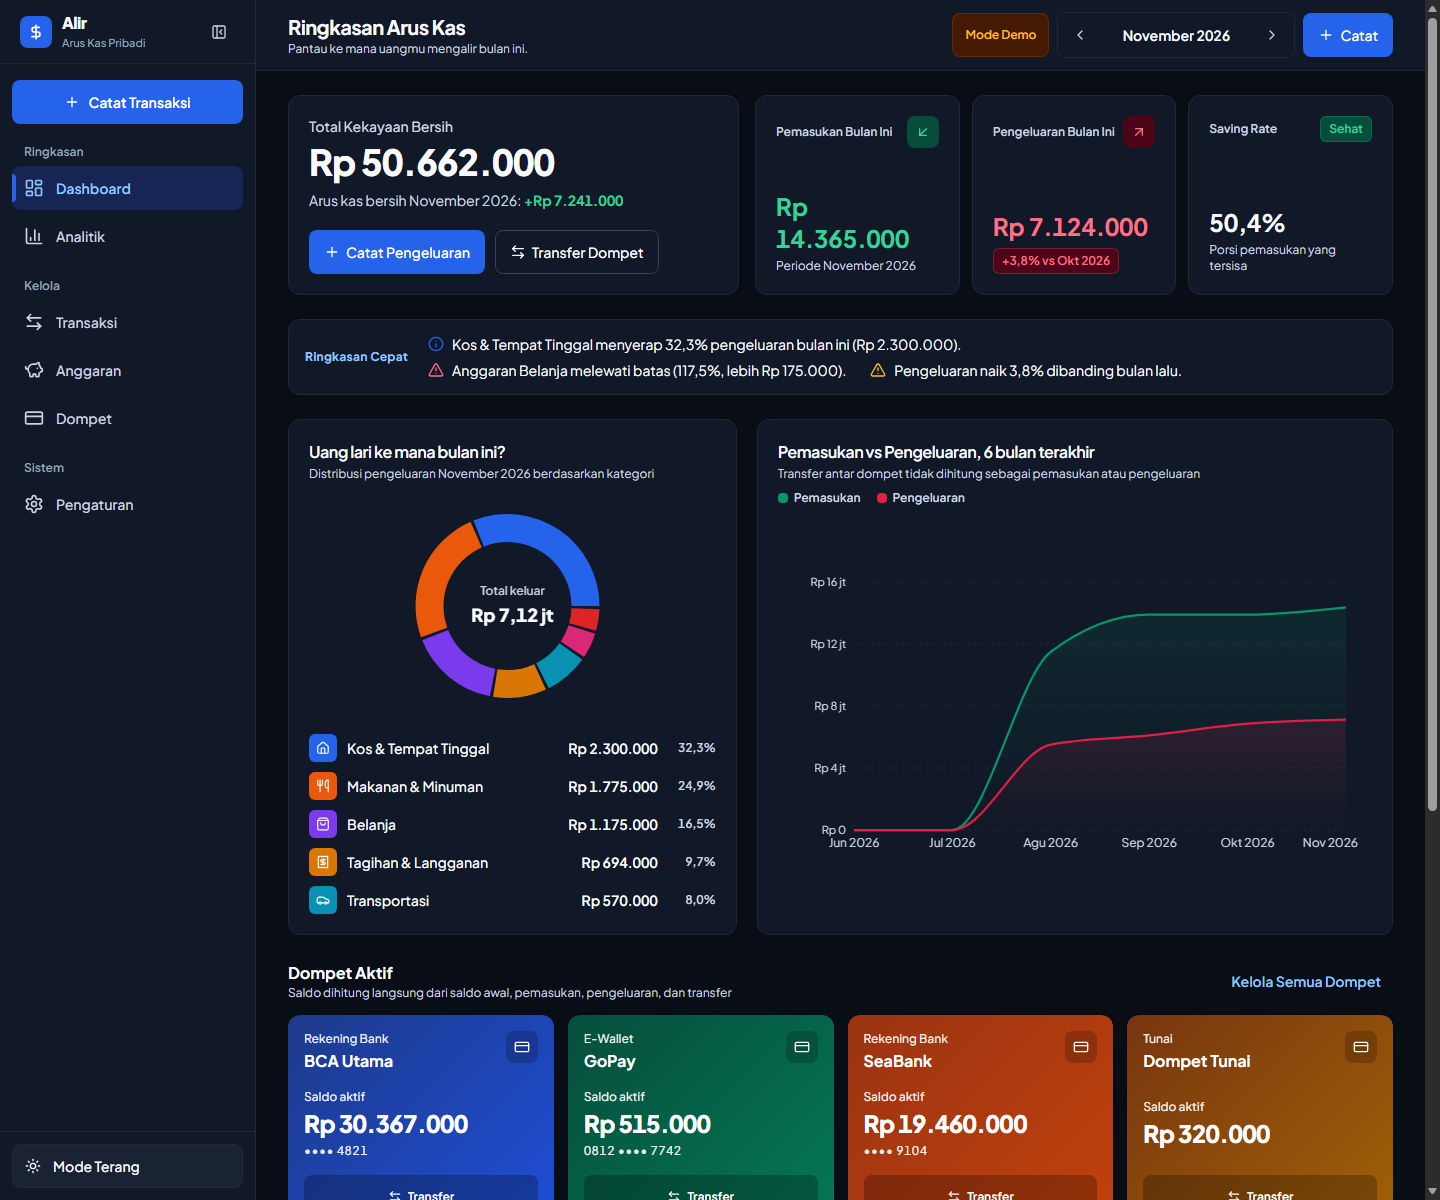 Alir
Arus Kas Pribadi
Catat Transaksi
Ringkasan
Dashboard
Analitik
Kelola
Transaksi
Anggaran
Dompet
Sistem
Pengaturan
Mode Terang
Ringkasan Arus Kas
Pantau ke mana uangmu mengalir bulan ini.
Mode Demo
November 2026
Catat
Total Kekayaan Bersih
Rp 50.662.000
Arus kas bersih November 2026: +Rp 7.241.000
Catat Pengeluaran
Transfer Dompet
Pemasukan Bulan Ini
Rp
14.365.000
Periode November 2026
Pengeluaran Bulan Ini
Rp 7.124.000
+3,8% vs Okt 2026
Saving Rate
Sehat
50,4%
Porsi pemasukan yang
tersisa
Ringkasan Cepat
Kos & Tempat Tinggal menyerap 32,3% pengeluaran bulan ini (Rp 2.300.000).
Anggaran Belanja melewati batas (117,5%, lebih Rp 175.000).
Pengeluaran naik 3,8% dibanding bulan lalu.
Uang lari ke mana bulan ini?
Distribusi pengeluaran November 2026 berdasarkan kategori
Total keluar
Rp 7,12 jt
Kos & Tempat Tinggal Rp 2.300.000 32,3%
Makanan & Minuman Rp 1.775.000 24,9%
Belanja Rp 1.175.000 16,5%
Tagihan & Langganan Rp 694.000 9,7%
Transportasi Rp 570.000 8,0%
Pemasukan vs Pengeluaran, 6 bulan terakhir
Transfer antar dompet tidak dihitung sebagai pemasukan atau pengeluaran
Pemasukan Pengeluaran
Rp 16 jt
Rp 12 jt
Rp 8 jt
Rp 4 jt
Rp 0
Jun 2026 Jul 2026 Agu 2026 Sep 2026 Okt 2026 Nov 2026
Dompet Aktif
Saldo dihitung langsung dari saldo awal, pemasukan, pengeluaran, dan transfer
Kelola Semua Dompet
Rekening Bank
BCA Utama
Saldo aktif
Rp 30.367.000
•••• 4821
Transfer
E-Wallet
GoPay
Saldo aktif
Rp 515.000
0812 •••• 7742
Transfer
Rekening Bank
SeaBank
Saldo aktif
Rp 19.460.000
•••• 9104
Transfer
Tunai
Dompet Tunai
Saldo aktif
Rp 320.000
Transfer